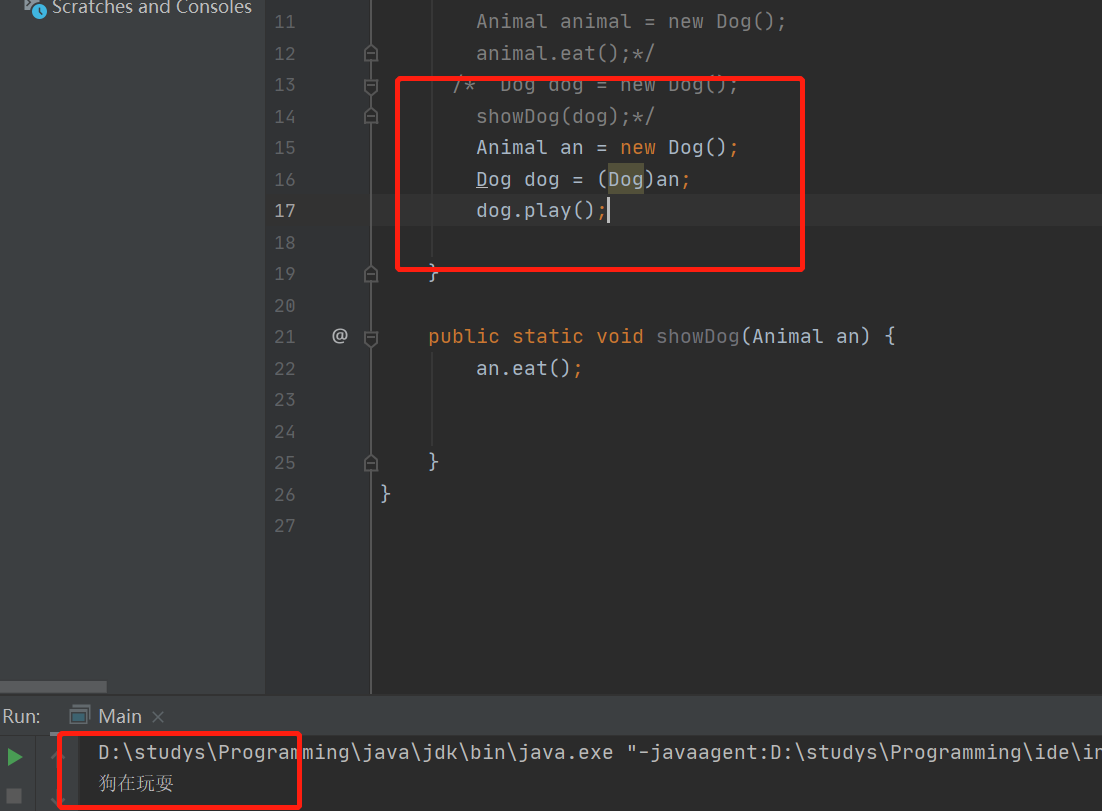 Scratches and Consoles
11 Animal animal = new Dog();
12 animal.eat();*/
13 /* Dog dog = new Dog();
14 showDog(dog);*/
15 Animal an = new Dog();
16 Dog dog = (Dog)an;
17 dog.play();
18
19 }
20
21 @ public static void showDog(Animal an) {
22 an.eat();
23
24
25 }
26 }
27
Run: Main ×
D:\studys\Programming\java\jdk\bin\java.exe "-javaagent:D:\studys\Programming\ide\in
狗在玩耍